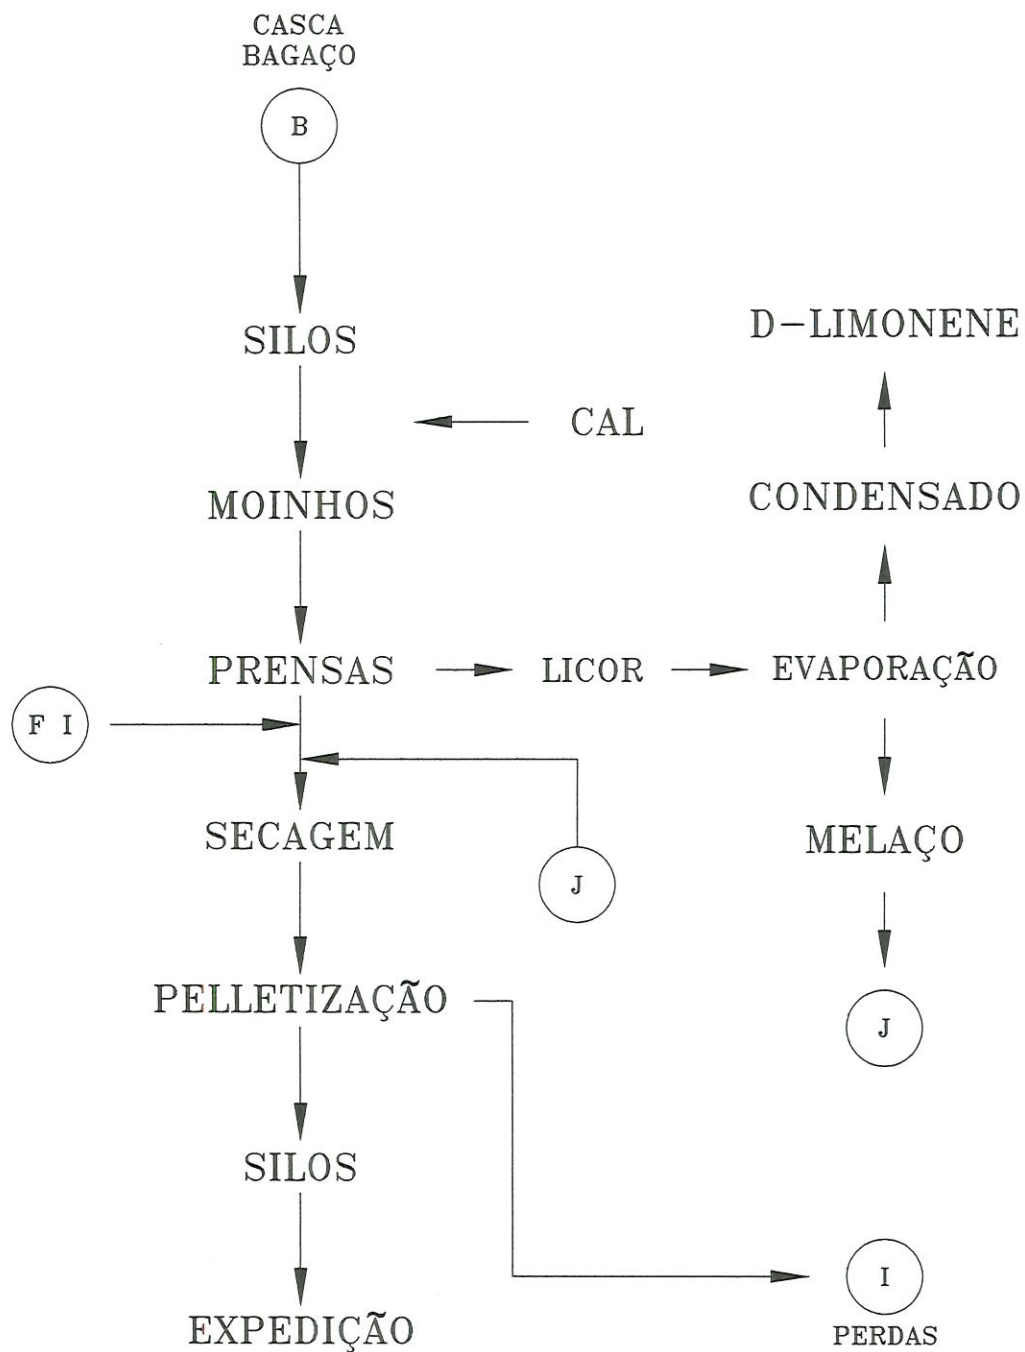 CASCA
BAGAÇO
B
SILOS
D-LIMONENE
CAL
MOINHOS
CONDENSADO
PRENSAS
LICOR
EVAPORAÇÃO
F I
SECAGEM
MELAÇO
J
PELLETIZAÇÃO
J
SILOS
I
EXPEDIÇÃO
PERDAS